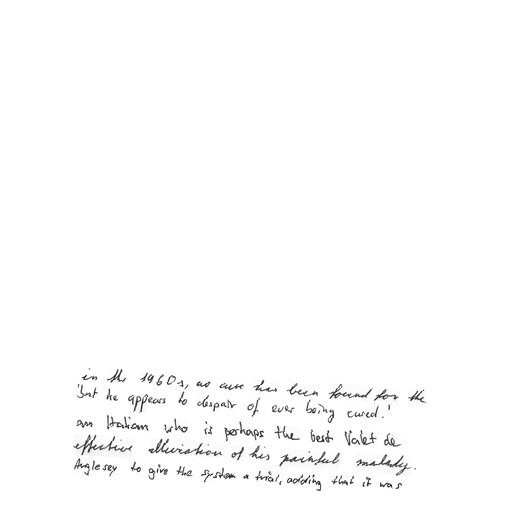 in the 1960s, no cure has been found for the
'but he appears to despair of ever being cured.'
an Italian who is perhaps the best Valet de
effective alleviation of his painful malady.
Anglesey to give the system a trial, adding that it was